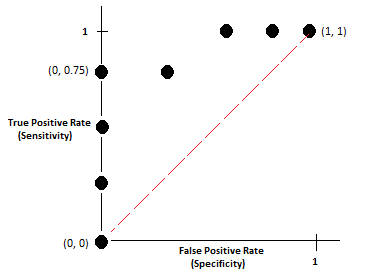 1
(1, 1)
(0, 0.75)
True Positive Rate
(Sensitivity)
(0, 0)
False Positive Rate
(Specificity)
1